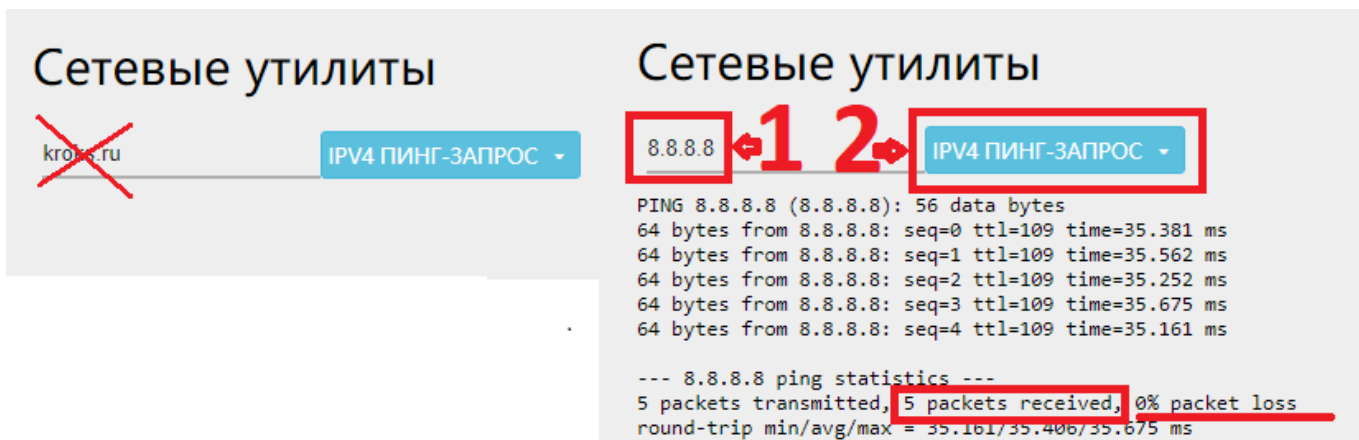 Сетевые утилиты
kroks.ru
IPV4 ПИНГ-ЗАПРОС
Сетевые утилиты
8.8.8.8
1
2
IPV4 ПИНГ-ЗАПРОС
PING 8.8.8.8 (8.8.8.8): 56 data bytes
64 bytes from 8.8.8.8: seq=0 ttl=109 time=35.381 ms
64 bytes from 8.8.8.8: seq=1 ttl=109 time=35.562 ms
64 bytes from 8.8.8.8: seq=2 ttl=109 time=35.252 ms
64 bytes from 8.8.8.8: seq=3 ttl=109 time=35.675 ms
64 bytes from 8.8.8.8: seq=4 ttl=109 time=35.161 ms
--- 8.8.8.8 ping statistics ---
5 packets transmitted, 5 packets received, 0% packet loss
round-trip min/avg/max = 35.161/35.406/35.675 ms